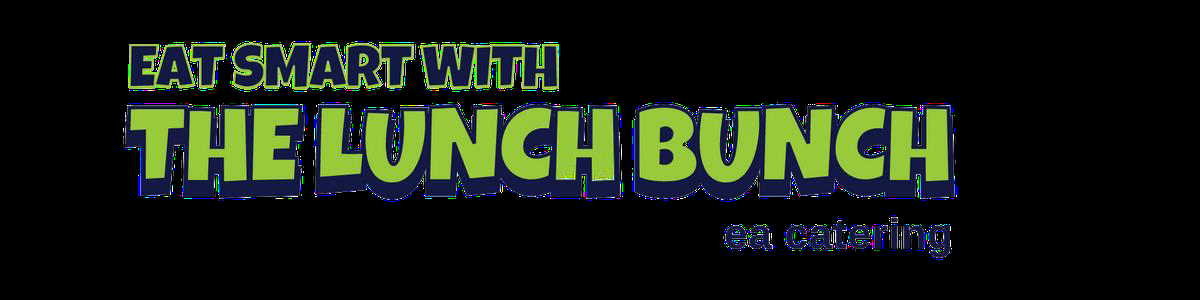 EAT SMART WITH
THE LUNCH BUNCH
ea catering